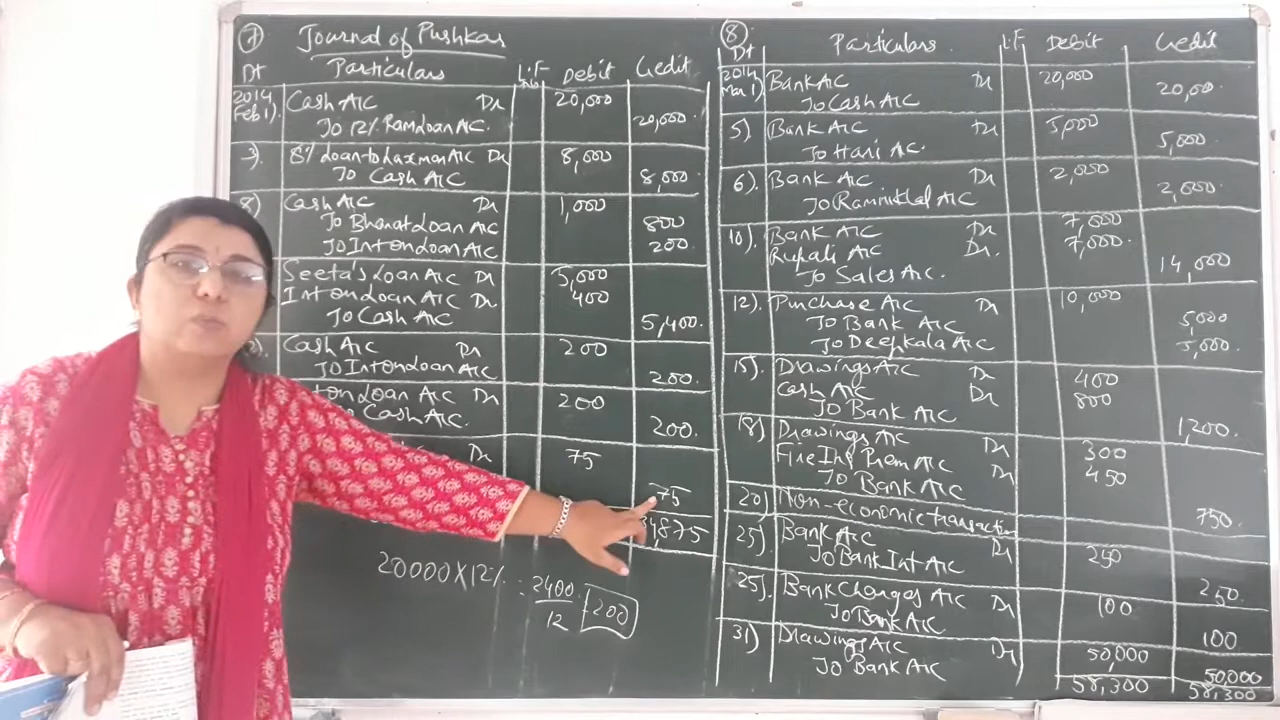 7
Journal of Pushkar
Dt Particulars L.F No Debit Credit
2014
Feb 1). Cash A/C Dr 20,000
To 12% Ram Loan A/C. 20,000.
3). 8% Loan to Laxman A/C Dr 8,000
To Cash A/C 8,000
8) Cash A/C Dr 1,000
To Bharat Loan A/C 800
To Int on Loan A/C 200.
Seeta's Loan A/C Dr 5,000
Int on Loan A/C Dr 400
To Cash A/C 5,400.
2). Cash A/C Dr 200
To Int on Loan A/C 200.
t on Loan A/C Dr 200
Cash A/C. 200.
Dr 75
75
34875
20000 X 12% = 2400
12
200
8
Dt Particulars. L.F Debit Credit
2014
Mar 1) Bank A/C Dr 20,000
To Cash A/C 20,000
5). Bank A/C Dr 5,000
To Hari A/C. 5,000
6). Bank A/C Dr 2,000
To Ramniklal A/C 2,000
10). Bank A/C Dr 7,000
Rupali A/C Dr. 7,000.
To Sales A/C. 14,000
12). Purchase A/C Dr 10,000
To Bank A/C 5,000
To Deepkala A/C 5,000.
15). Drawings A/C Dr 400
Cash A/C Dr 800
To Bank A/C 1,200.
18) Drawings A/C Dr 300
Fire Ins Prem A/C Dr 450
To Bank A/C 750.
20) Non-economic transaction
25). Bank A/C Dr 250
To Bank Int A/C 250.
25). Bank Charges A/C Dr 100
To Bank A/C 100
31) Drawings A/C Dr 50,000
To Bank A/C 50,000
58,300 58,300